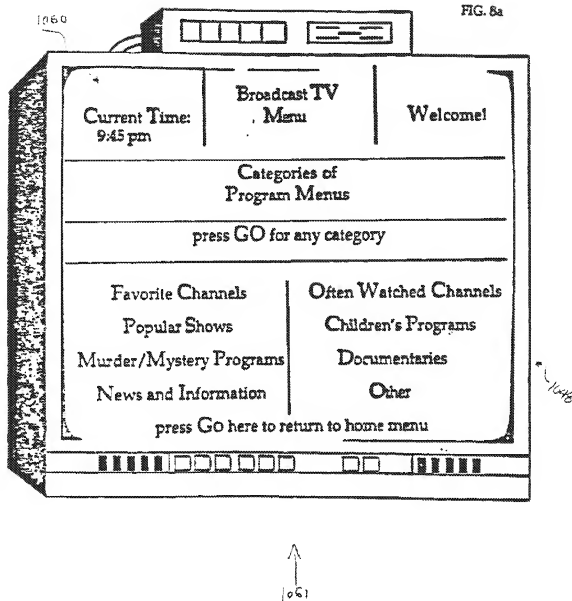 FIG. 8a
1060
Broadcast TV
Menu
Current Time:
9:45 pm
Welcome!
Categories of
Program Menus
press GO for any category
Favorite Channels
Often Watched Channels
Popular Shows
Children's Programs
Murder/Mystery Programs
Documentaries
News and Information
Other
press Go here to return to home menu
1048
1061